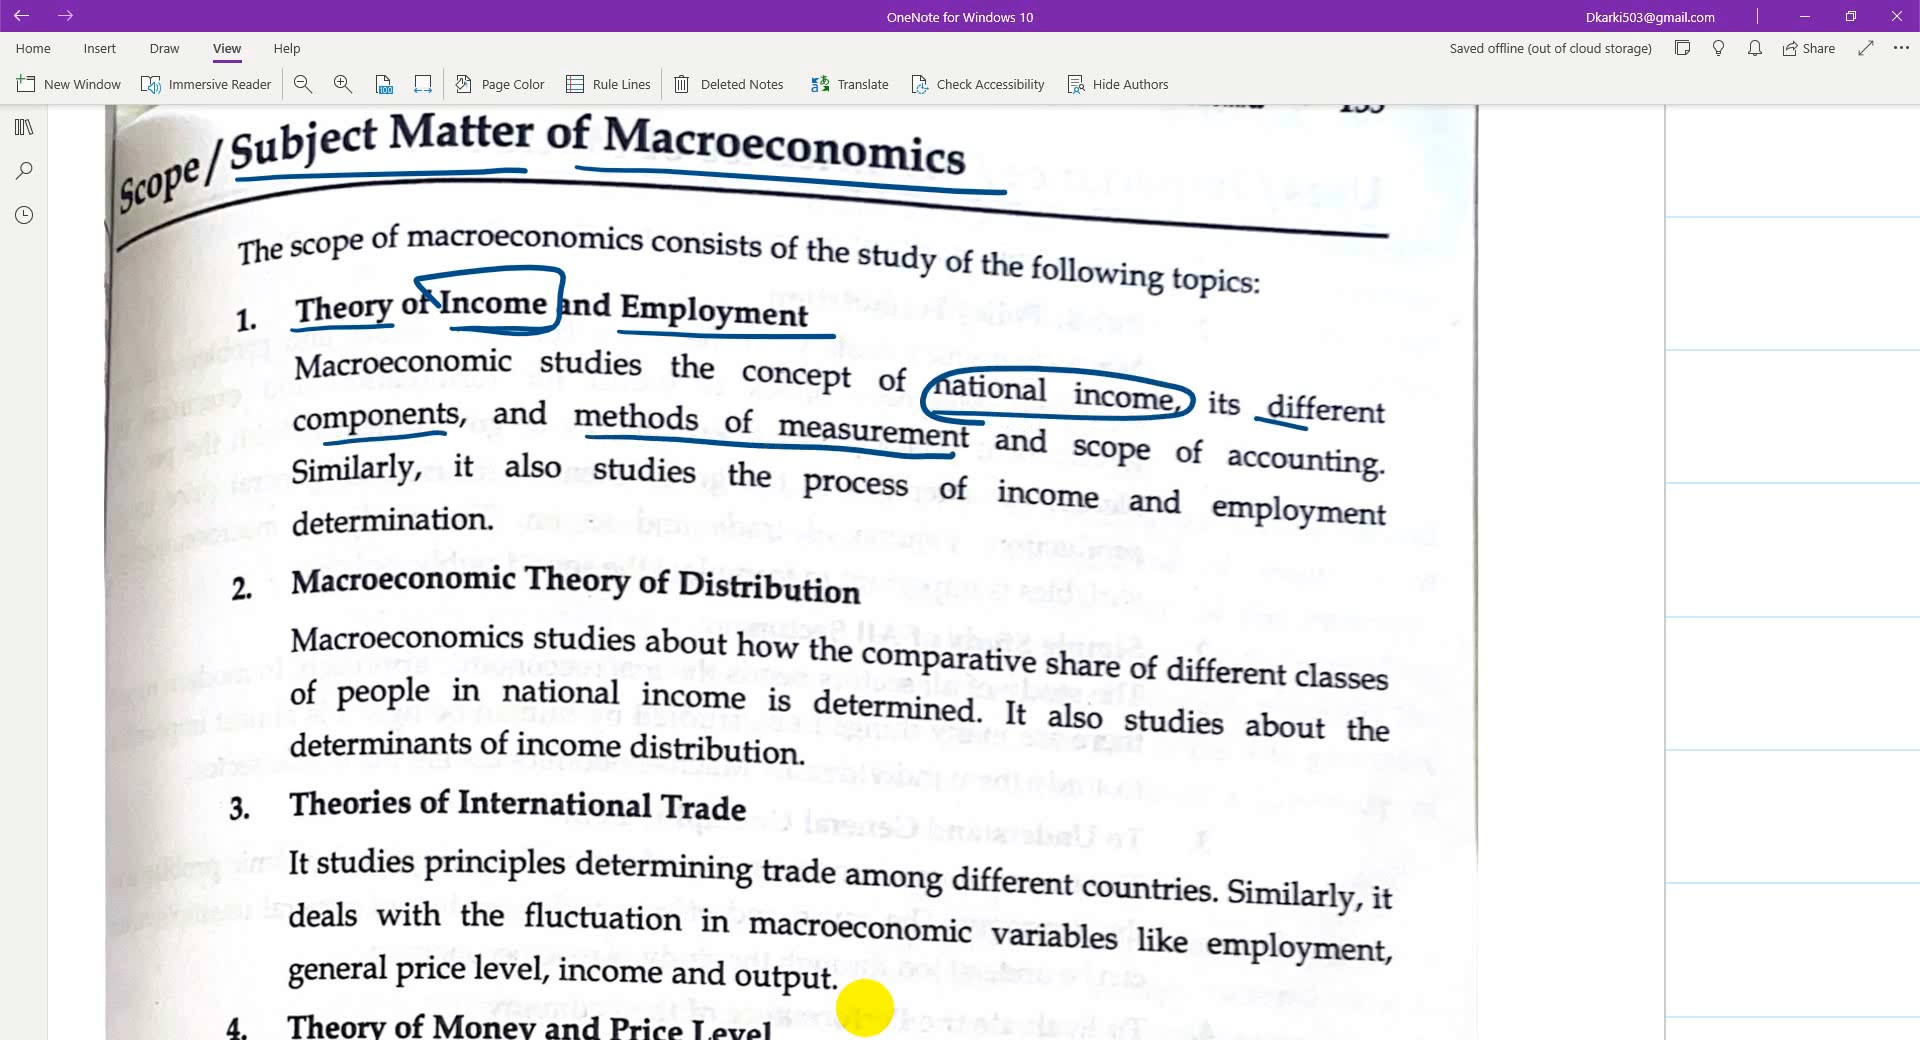 OneNote for Windows 10
Dkarki503@gmail.com
Home Insert Draw View Help
Saved offline (out of cloud storage) Share
New Window Immersive Reader Page Color Rule Lines Deleted Notes Translate Check Accessibility Hide Authors
Scope/Subject Matter of Macroeconomics
The scope of macroeconomics consists of the study of the following topics:
1. Theory of Income and Employment
Macroeconomic studies the concept of national income, its different
components, and methods of measurement and scope of accounting.
Similarly, it also studies the process of income and employment
determination.
2. Macroeconomic Theory of Distribution
Macroeconomics studies about how the comparative share of different classes
of people in national income is determined. It also studies about the
determinants of income distribution.
3. Theories of International Trade
It studies principles determining trade among different countries. Similarly, it
deals with the fluctuation in macroeconomic variables like employment,
general price level, income and output.
4. Theory of Money and Price Level